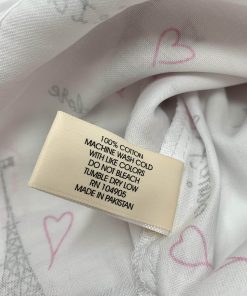 love
100% COTTON
MACHINE WASH COLD
WITH LIKE COLORS
DO NOT BLEACH
TUMBLE DRY LOW
RN 104905
MADE IN PAKISTAN